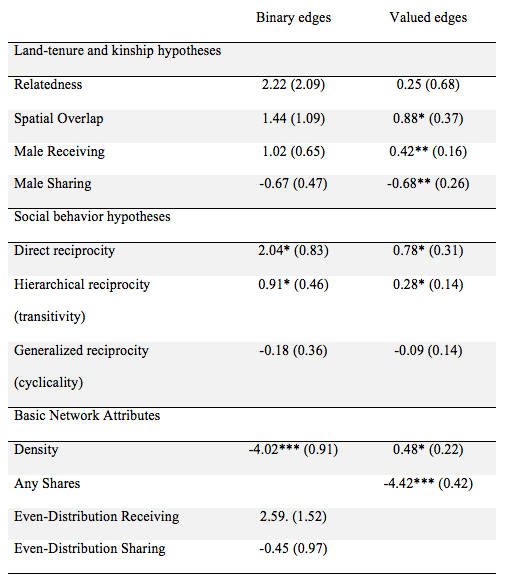 Binary edges Valued edges
Land-tenure and kinship hypotheses
Relatedness 2.22 (2.09) 0.25 (0.68)
Spatial Overlap 1.44 (1.09) 0.88* (0.37)
Male Receiving 1.02 (0.65) 0.42** (0.16)
Male Sharing -0.67 (0.47) -0.68** (0.26)
Social behavior hypotheses
Direct reciprocity 2.04* (0.83) 0.78* (0.31)
Hierarchical reciprocity 0.91* (0.46) 0.28* (0.14)
(transitivity)
Generalized reciprocity -0.18 (0.36) -0.09 (0.14)
(cyclicality)
Basic Network Attributes
Density -4.02*** (0.91) 0.48* (0.22)
Any Shares -4.42*** (0.42)
Even-Distribution Receiving 2.59. (1.52)
Even-Distribution Sharing -0.45 (0.97)